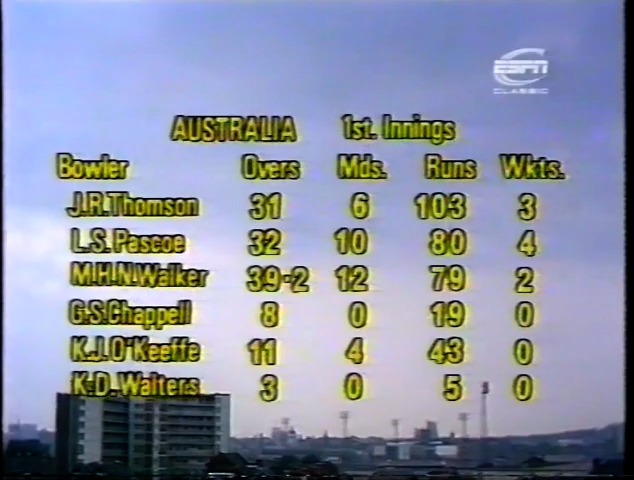 ESPN
CLASSIC
AUSTRALIA 1st. Innings
Bowler Overs Mds. Runs Wkts.
J.R.Thomson 31 6 103 3
L.S.Pascoe 32 10 80 4
M.H.N.Walker 39-2 12 79 2
G.S.Chappell 8 0 19 0
K.J.O'Keeffe 11 4 43 0
K.D.Walters 3 0 5 0